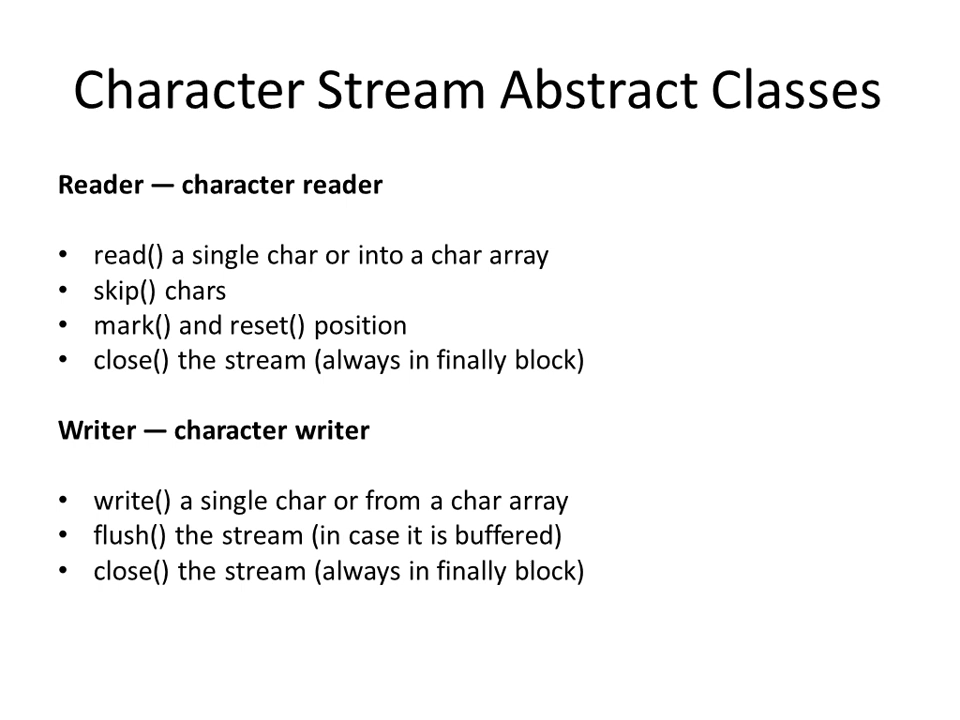 Character Stream Abstract Classes
Reader — character reader
• read() a single char or into a char array
• skip() chars
• mark() and reset() position
• close() the stream (always in finally block)
Writer — character writer
• write() a single char or from a char array
• flush() the stream (in case it is buffered)
• close() the stream (always in finally block)